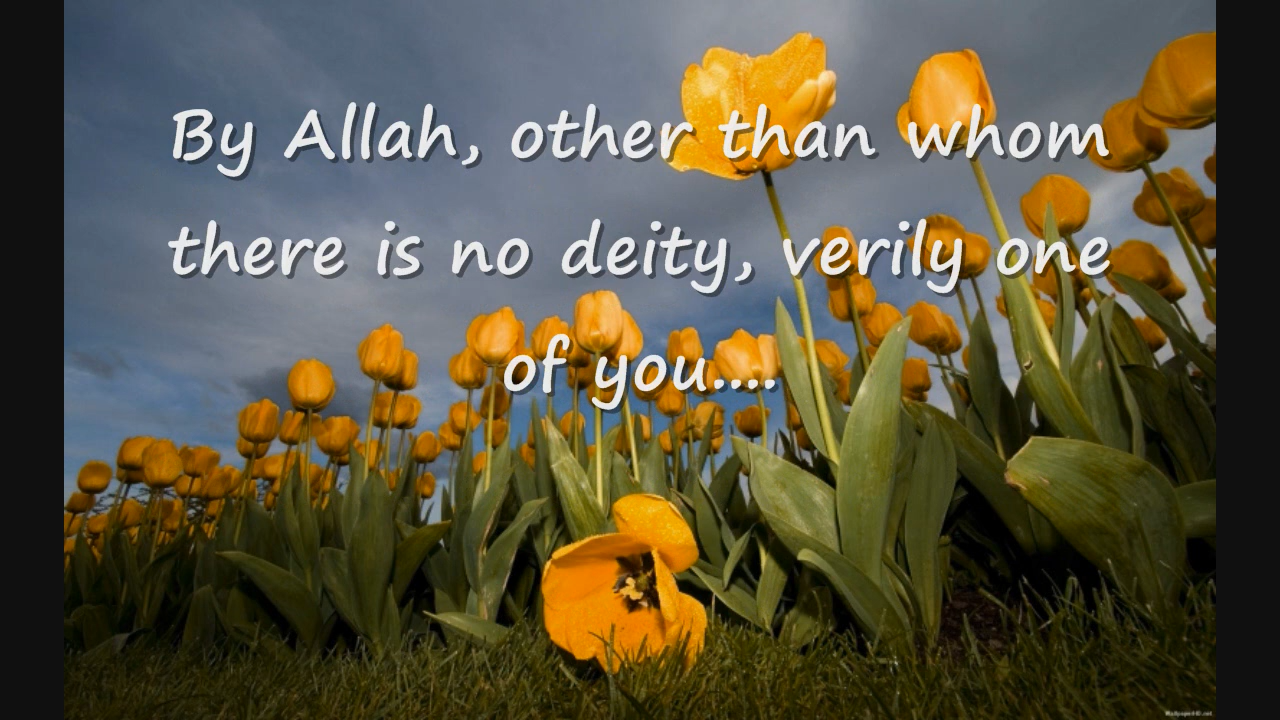 By Allah, other than whom
there is no deity, verily one
of you....